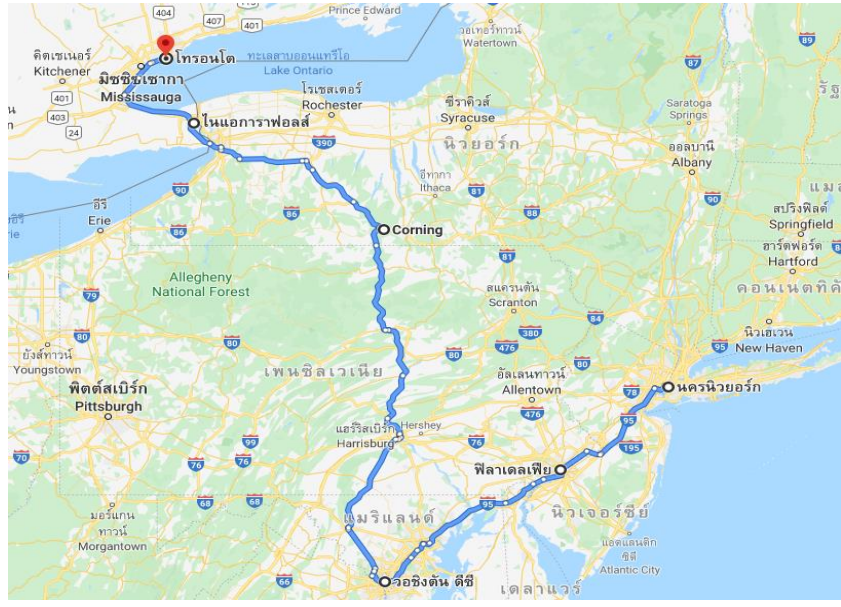 404
407
401
Prince Edward
วอเทอร์ทาวน์
Watertown
87
89
คิตเชเนอร์
Kitchener
โทรอนโต
ทะเลสาบออนแทรีโอ
Lake Ontario
มิซซิซเซากา
Mississauga
401
403
24
โรเชสเตอร์
Rochester
ซีราคิวส์
Syracuse
Saratoga
Springs
ไนแอการาฟอลส์
390
นิวยอร์ก
ออลบานี
Albany
90
อิทากา
Ithaca
90
81
88
อีรี
Erie
86
86
Corning
สปริงฟิลด์
Springfield
ฮาร์ตฟอร์ด
Hartford
81
Allegheny
National Forest
79
80
สแครนตัน
Scranton
84
คอนเนตทิคั
นิวเฮเวน
New Haven
95
380
476
80
80
80
ยังส์ทาวน์
Youngstown
เพนซิลเวเนีย
อัลเลนทาวน์
Allentown
78
นครนิวยอร์ก
พิตต์สเบิร์ก
Pittsburgh
476
95
195
แฮร์ริสเบิร์ก
Harrisburg
Hershey
99
76
76
76
70
ฟิลาเดลเฟีย
68
68
95
นิวเจอร์ซีย์
แมริแลนด์
มอร์แกน
ทาวน์
Morgantown
แอตแลนติก
ซิตี
Atlantic City
66
วอชิงตัน ดีซี
เดลาแวร์